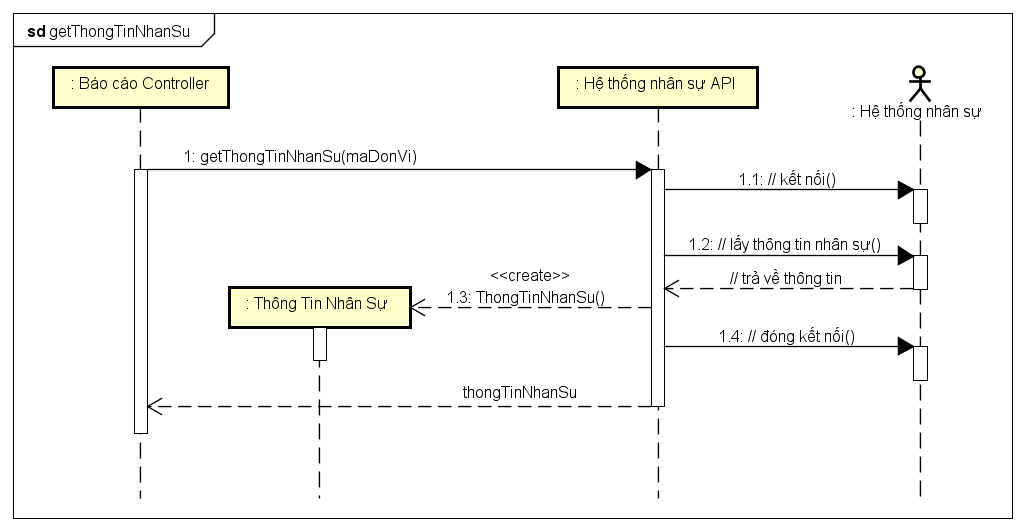 sd getThongTinNhanSu
: Báo cáo Controller
: Hệ thống nhân sự API
: Hệ thống nhân sự
1: getThongTinNhanSu(maDonVi)
1.1: // kết nối()
1.2: // lấy thông tin nhân sự()
// trả về thông tin
<<create>>
1.3: ThongTinNhanSu()
: Thông Tin Nhân Sự
1.4: // đóng kết nối()
thongTinNhanSu